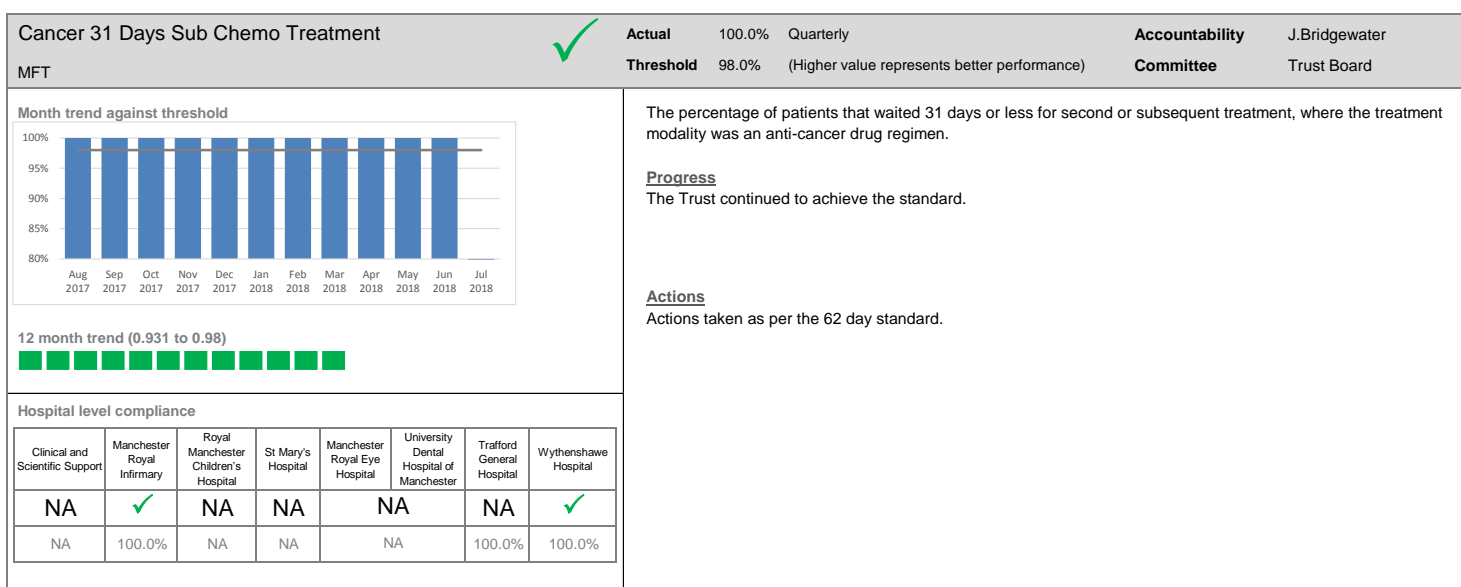 Cancer 31 Days Sub Chemo Treatment
MFT
Actual 100.0% Quarterly
Threshold 98.0% (Higher value represents better performance)
Accountability J.Bridgewater
Committee Trust Board
Month trend against threshold
100%
95%
90%
85%
80%
Aug Sep Oct Nov Dec Jan Feb Mar Apr May Jun Jul
2017 2017 2017 2017 2017 2018 2018 2018 2018 2018 2018 2018
12 month trend (0.931 to 0.98)
Hospital level compliance
Clinical and
Scientific Support
Manchester
Royal
Infirmary
Royal
Manchester
Children's
Hospital
St Mary's
Hospital
Manchester
Royal Eye
Hospital
University
Dental
Hospital of
Manchester
Trafford
General
Hospital
Wythenshawe
Hospital
NA ✓ NA NA NA NA ✓
NA 100.0% NA NA NA 100.0% 100.0%
The percentage of patients that waited 31 days or less for second or subsequent treatment, where the treatment
modality was an anti-cancer drug regimen.
Progress
The Trust continued to achieve the standard.
Actions
Actions taken as per the 62 day standard.